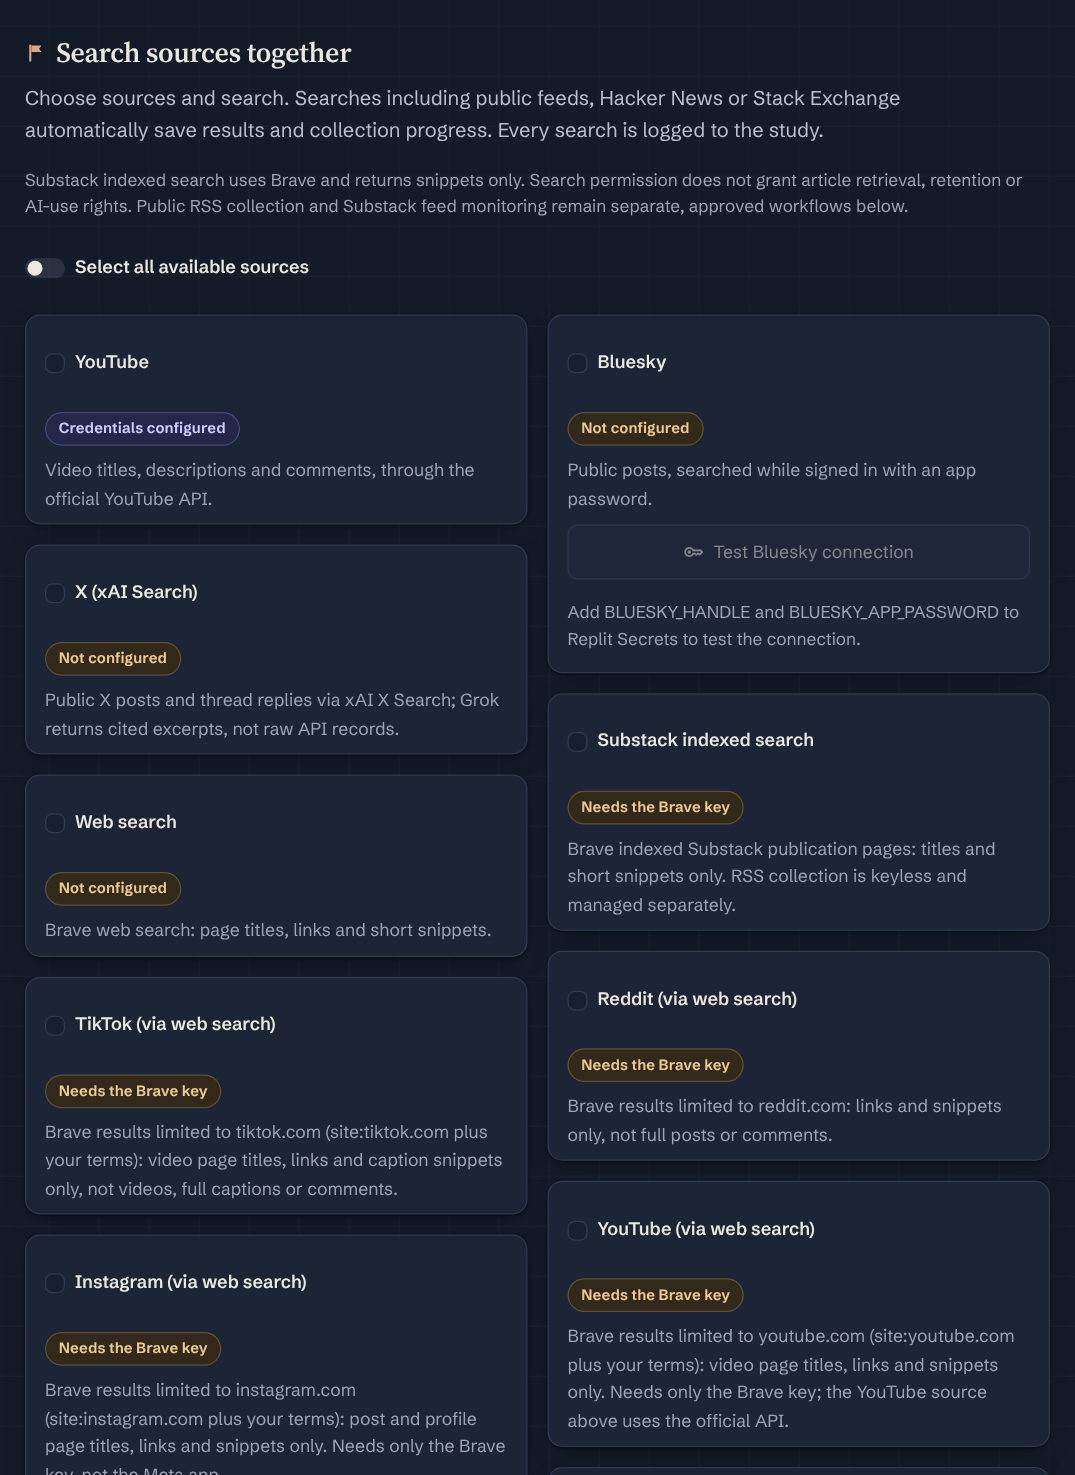 Search sources together
Choose sources and search. Searches including public feeds, Hacker News or Stack Exchange
automatically save results and collection progress. Every search is logged to the study.
Substack indexed search uses Brave and returns snippets only. Search permission does not grant article retrieval, retention or
AI-use rights. Public RSS collection and Substack feed monitoring remain separate, approved workflows below.
Select all available sources
YouTube
Credentials configured
Video titles, descriptions and comments, through the
official YouTube API.
X (xAI Search)
Not configured
Public X posts and thread replies via xAI X Search; Grok
returns cited excerpts, not raw API records.
Web search
Not configured
Brave web search: page titles, links and short snippets.
TikTok (via web search)
Needs the Brave key
Brave results limited to tiktok.com (site:tiktok.com plus
your terms): video page titles, links and caption snippets
only, not videos, full captions or comments.
Instagram (via web search)
Needs the Brave key
Brave results limited to instagram.com
(site:instagram.com plus your terms): post and profile
page titles, links and snippets only. Needs only the Brave
key, not the Meta app.
Bluesky
Not configured
Public posts, searched while signed in with an app
password.
Test Bluesky connection
Add BLUESKY_HANDLE and BLUESKY_APP_PASSWORD to
Replit Secrets to test the connection.
Substack indexed search
Needs the Brave key
Brave indexed Substack publication pages: titles and
short snippets only. RSS collection is keyless and
managed separately.
Reddit (via web search)
Needs the Brave key
Brave results limited to reddit.com: links and snippets
only, not full posts or comments.
YouTube (via web search)
Needs the Brave key
Brave results limited to youtube.com (site:youtube.com
plus your terms): video page titles, links and snippets
only. Needs only the Brave key; the YouTube source
above uses the official API.